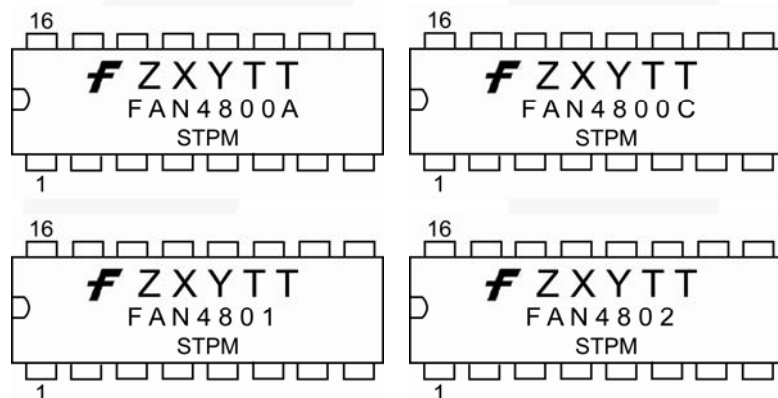 16
ZXYTT
FAN4800A
STPM
1
16
ZXYTT
FAN4800C
STPM
1
16
ZXYTT
FAN4801
STPM
1
16
ZXYTT
FAN4802
STPM
1